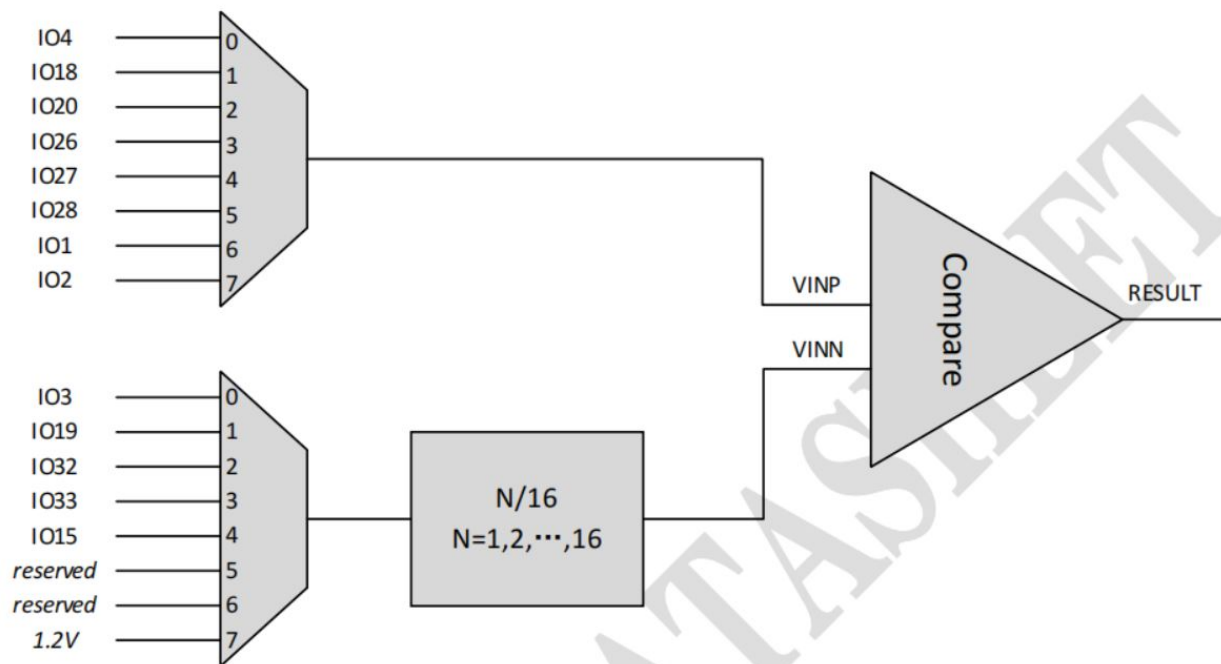 IO4 0
IO18 1
IO20 2
IO26 3
IO27 4
IO28 5
IO1 6
IO2 7
VINP
VINN
Compare
RESULT
IO3 0
IO19 1
IO32 2
IO33 3
IO15 4
reserved 5
reserved 6
1.2V 7
N/16
N=1,2,⋯,16
ATASHEET